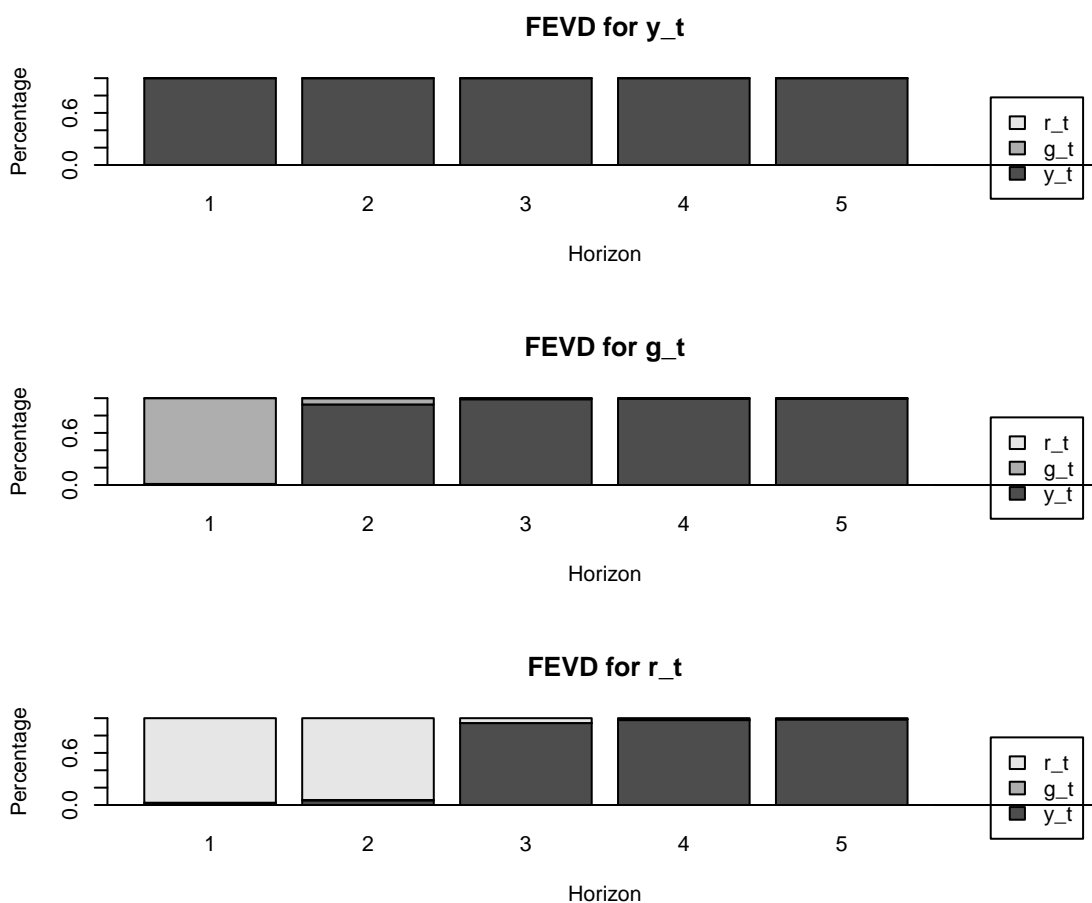 FEVD for y_t
Percentage
0.0 0.6
r_t
g_t
y_t
1 2 3 4 5
Horizon
FEVD for g_t
Percentage
0.0 0.6
r_t
g_t
y_t
1 2 3 4 5
Horizon
FEVD for r_t
Percentage
0.0 0.6
r_t
g_t
y_t
1 2 3 4 5
Horizon